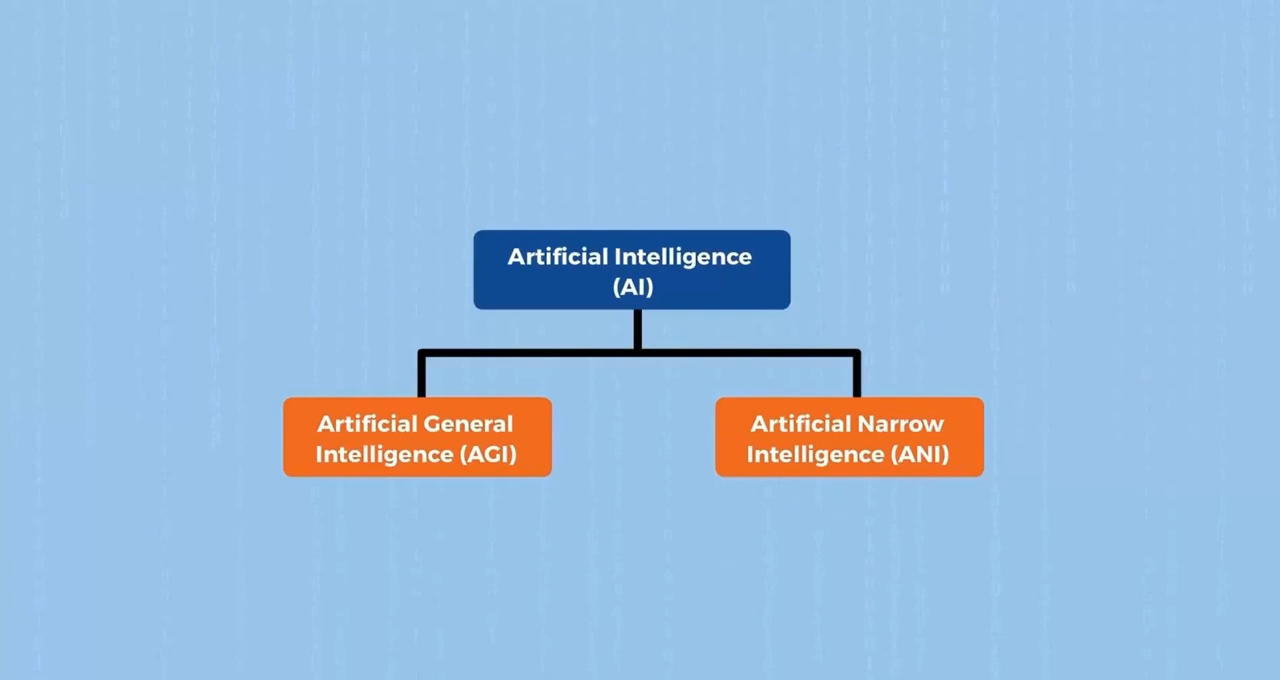 Artificial Intelligence
(AI)
Artificial General
Intelligence (AGI)
Artificial Narrow
Intelligence (ANI)